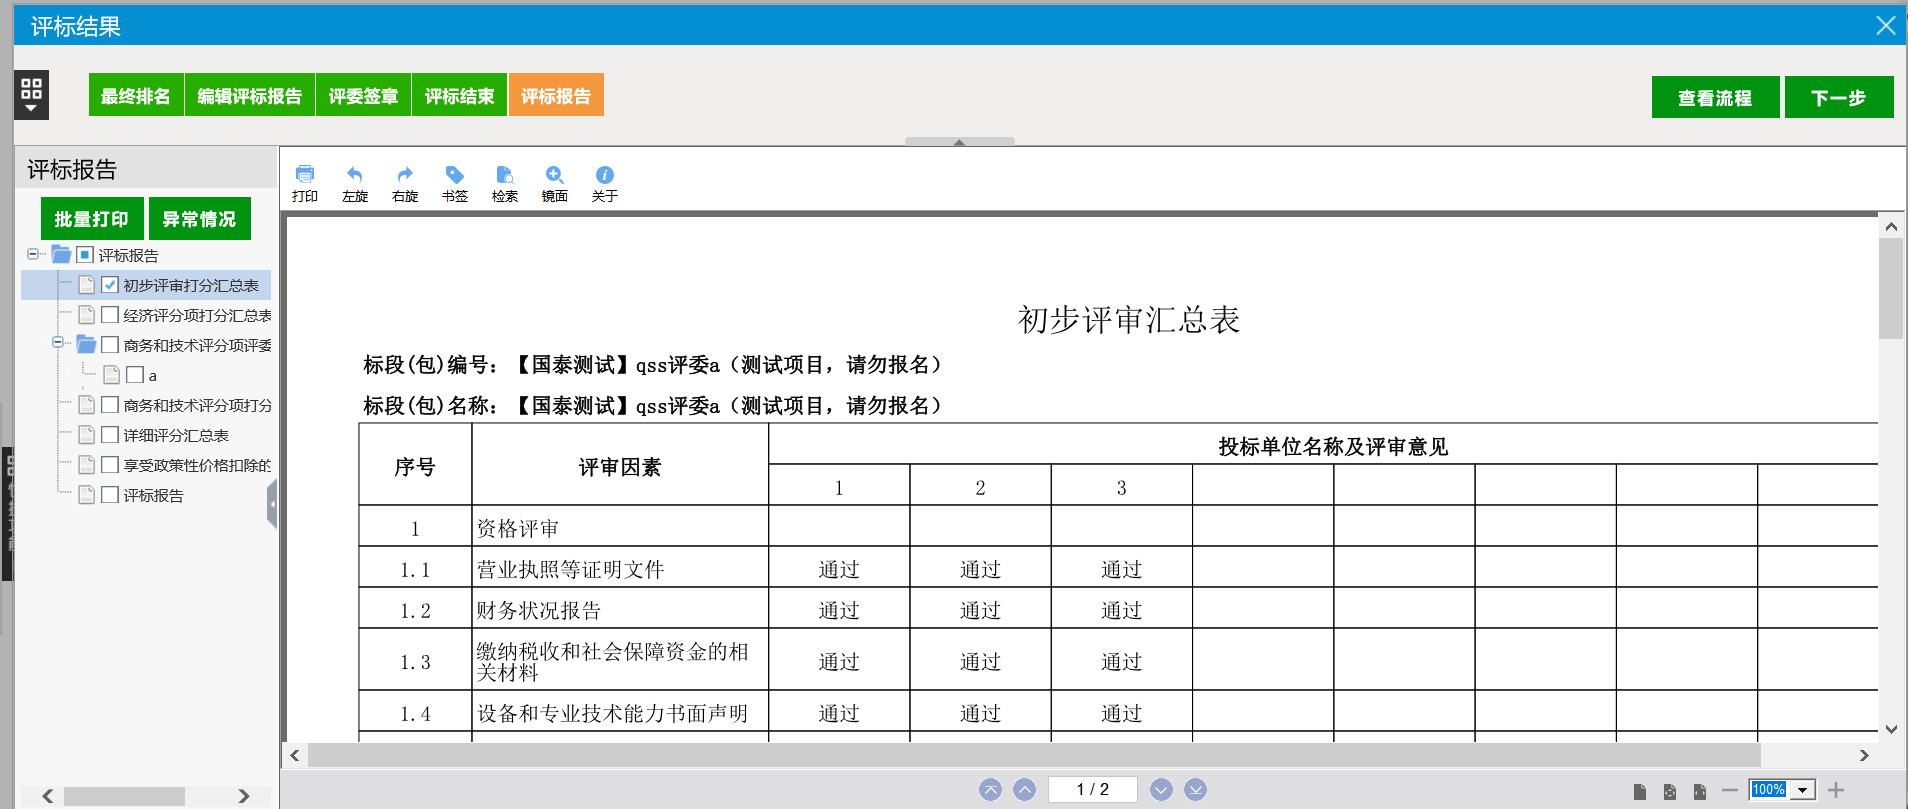 评标结果
最终排名 编辑评标报告 评委签章 评标结束 评标报告
查看流程 下一步
评标报告
批量打印 异常情况
评标报告
初步评审打分汇总表
经济评分项打分汇总表
商务和技术评分项评委
a
商务和技术评分项打分
详细评分汇总表
享受政策性价格扣除的
评标报告
打印 左旋 右旋 书签 检索 镜面 关于
初步评审汇总表
标段(包)编号：【国泰测试】qss评委a（测试项目，请勿报名）
标段(包)名称：【国泰测试】qss评委a（测试项目，请勿报名）
序号 评审因素 投标单位名称及评审意见
1 2 3
1 资格评审
1.1 营业执照等证明文件 通过 通过 通过
1.2 财务状况报告 通过 通过 通过
1.3 缴纳税收和社会保障资金的相
关材料 通过 通过 通过
1.4 设备和专业技术能力书面声明 通过 通过 通过
1 / 2
100%